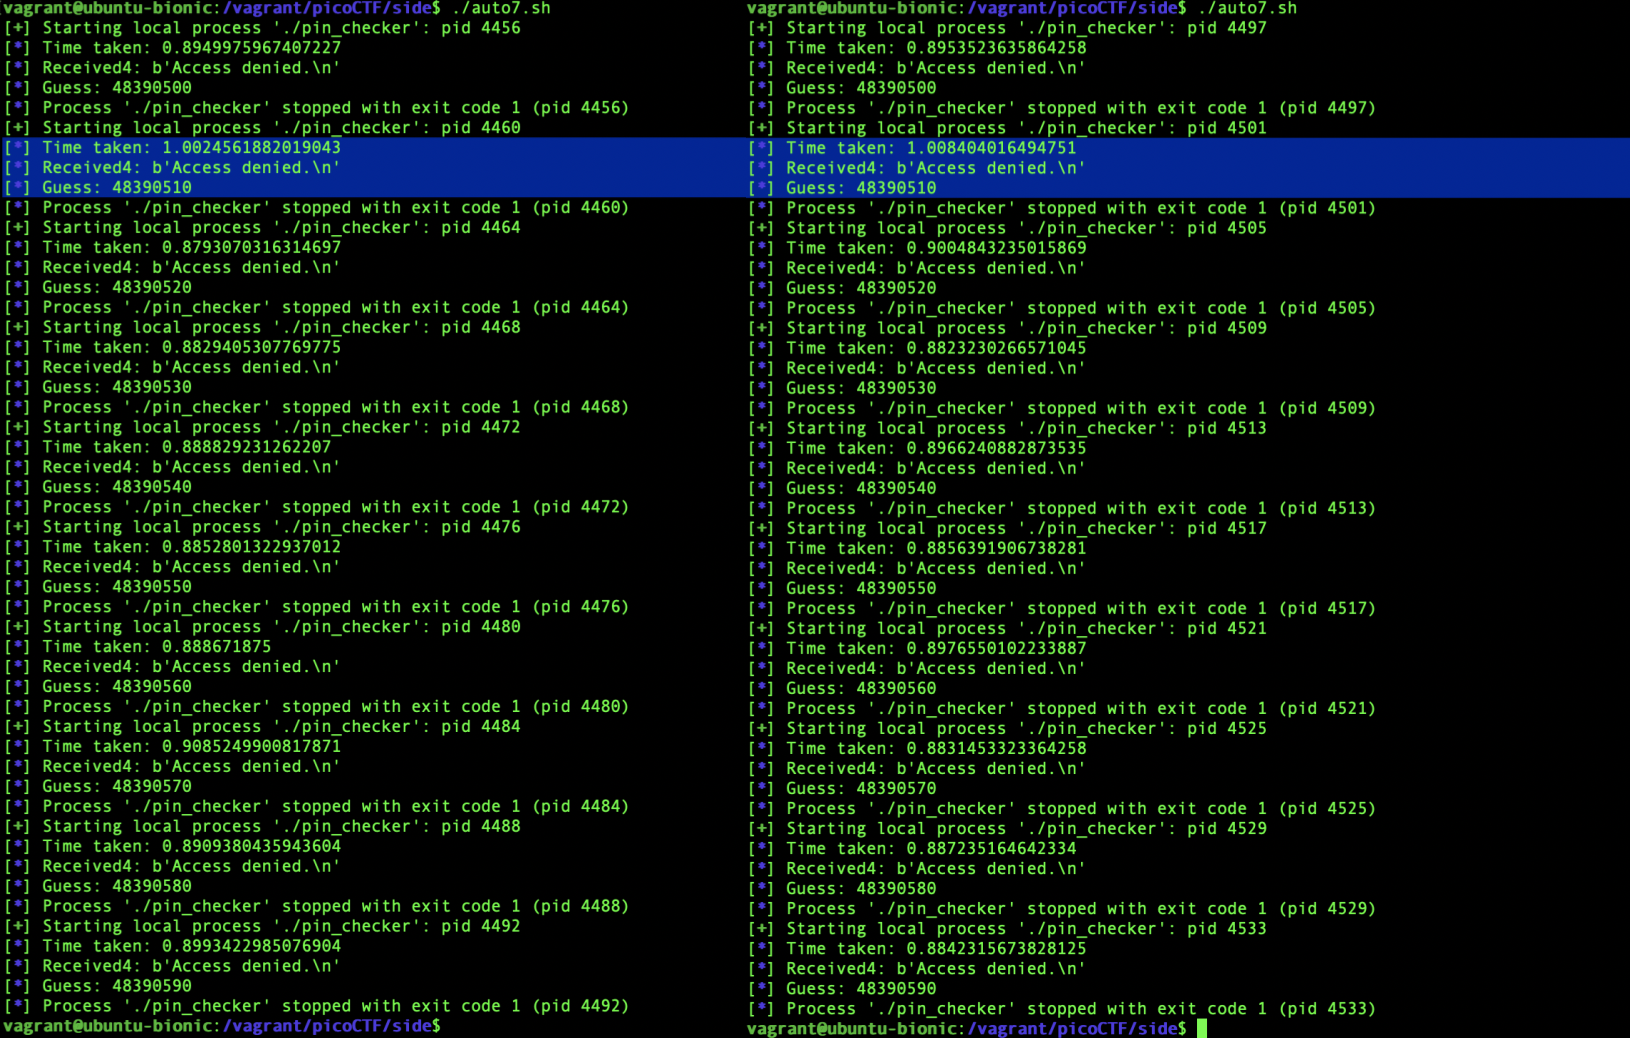 vagrant@ubuntu-bionic:/vagrant/picoCTF/side$ ./auto7.sh
[+] Starting local process './pin_checker': pid 4456
[*] Time taken: 0.8949975967407227
[*] Received4: b'Access denied.\n'
[*] Guess: 48390500
[*] Process './pin_checker' stopped with exit code 1 (pid 4456)
[+] Starting local process './pin_checker': pid 4460
[*] Time taken: 1.0024561882019043
[*] Received4: b'Access denied.\n'
[*] Guess: 48390510
[*] Process './pin_checker' stopped with exit code 1 (pid 4460)
[+] Starting local process './pin_checker': pid 4464
[*] Time taken: 0.8793070316314697
[*] Received4: b'Access denied.\n'
[*] Guess: 48390520
[*] Process './pin_checker' stopped with exit code 1 (pid 4464)
[+] Starting local process './pin_checker': pid 4468
[*] Time taken: 0.8829405307769775
[*] Received4: b'Access denied.\n'
[*] Guess: 48390530
[*] Process './pin_checker' stopped with exit code 1 (pid 4468)
[+] Starting local process './pin_checker': pid 4472
[*] Time taken: 0.888829231262207
[*] Received4: b'Access denied.\n'
[*] Guess: 48390540
[*] Process './pin_checker' stopped with exit code 1 (pid 4472)
[+] Starting local process './pin_checker': pid 4476
[*] Time taken: 0.8852801322937012
[*] Received4: b'Access denied.\n'
[*] Guess: 48390550
[*] Process './pin_checker' stopped with exit code 1 (pid 4476)
[+] Starting local process './pin_checker': pid 4480
[*] Time taken: 0.888671875
[*] Received4: b'Access denied.\n'
[*] Guess: 48390560
[*] Process './pin_checker' stopped with exit code 1 (pid 4480)
[+] Starting local process './pin_checker': pid 4484
[*] Time taken: 0.9085249900817871
[*] Received4: b'Access denied.\n'
[*] Guess: 48390570
[*] Process './pin_checker' stopped with exit code 1 (pid 4484)
[+] Starting local process './pin_checker': pid 4488
[*] Time taken: 0.8909380435943604
[*] Received4: b'Access denied.\n'
[*] Guess: 48390580
[*] Process './pin_checker' stopped with exit code 1 (pid 4488)
[+] Starting local process './pin_checker': pid 4492
[*] Time taken: 0.8993422985076904
[*] Received4: b'Access denied.\n'
[*] Guess: 48390590
[*] Process './pin_checker' stopped with exit code 1 (pid 4492)
vagrant@ubuntu-bionic:/vagrant/picoCTF/side$
vagrant@ubuntu-bionic:/vagrant/picoCTF/side$ ./auto7.sh
[+] Starting local process './pin_checker': pid 4497
[*] Time taken: 0.8953523635864258
[*] Received4: b'Access denied.\n'
[*] Guess: 48390500
[*] Process './pin_checker' stopped with exit code 1 (pid 4497)
[+] Starting local process './pin_checker': pid 4501
[*] Time taken: 1.008404016494751
[*] Received4: b'Access denied.\n'
[*] Guess: 48390510
[*] Process './pin_checker' stopped with exit code 1 (pid 4501)
[+] Starting local process './pin_checker': pid 4505
[*] Time taken: 0.9004843235015869
[*] Received4: b'Access denied.\n'
[*] Guess: 48390520
[*] Process './pin_checker' stopped with exit code 1 (pid 4505)
[+] Starting local process './pin_checker': pid 4509
[*] Time taken: 0.8823230266571045
[*] Received4: b'Access denied.\n'
[*] Guess: 48390530
[*] Process './pin_checker' stopped with exit code 1 (pid 4509)
[+] Starting local process './pin_checker': pid 4513
[*] Time taken: 0.8966240882873535
[*] Received4: b'Access denied.\n'
[*] Guess: 48390540
[*] Process './pin_checker' stopped with exit code 1 (pid 4513)
[+] Starting local process './pin_checker': pid 4517
[*] Time taken: 0.8856391906738281
[*] Received4: b'Access denied.\n'
[*] Guess: 48390550
[*] Process './pin_checker' stopped with exit code 1 (pid 4517)
[+] Starting local process './pin_checker': pid 4521
[*] Time taken: 0.8976550102233887
[*] Received4: b'Access denied.\n'
[*] Guess: 48390560
[*] Process './pin_checker' stopped with exit code 1 (pid 4521)
[+] Starting local process './pin_checker': pid 4525
[*] Time taken: 0.8831453323364258
[*] Received4: b'Access denied.\n'
[*] Guess: 48390570
[*] Process './pin_checker' stopped with exit code 1 (pid 4525)
[+] Starting local process './pin_checker': pid 4529
[*] Time taken: 0.887235164642334
[*] Received4: b'Access denied.\n'
[*] Guess: 48390580
[*] Process './pin_checker' stopped with exit code 1 (pid 4529)
[+] Starting local process './pin_checker': pid 4533
[*] Time taken: 0.8842315673828125
[*] Received4: b'Access denied.\n'
[*] Guess: 48390590
[*] Process './pin_checker' stopped with exit code 1 (pid 4533)
vagrant@ubuntu-bionic:/vagrant/picoCTF/side$